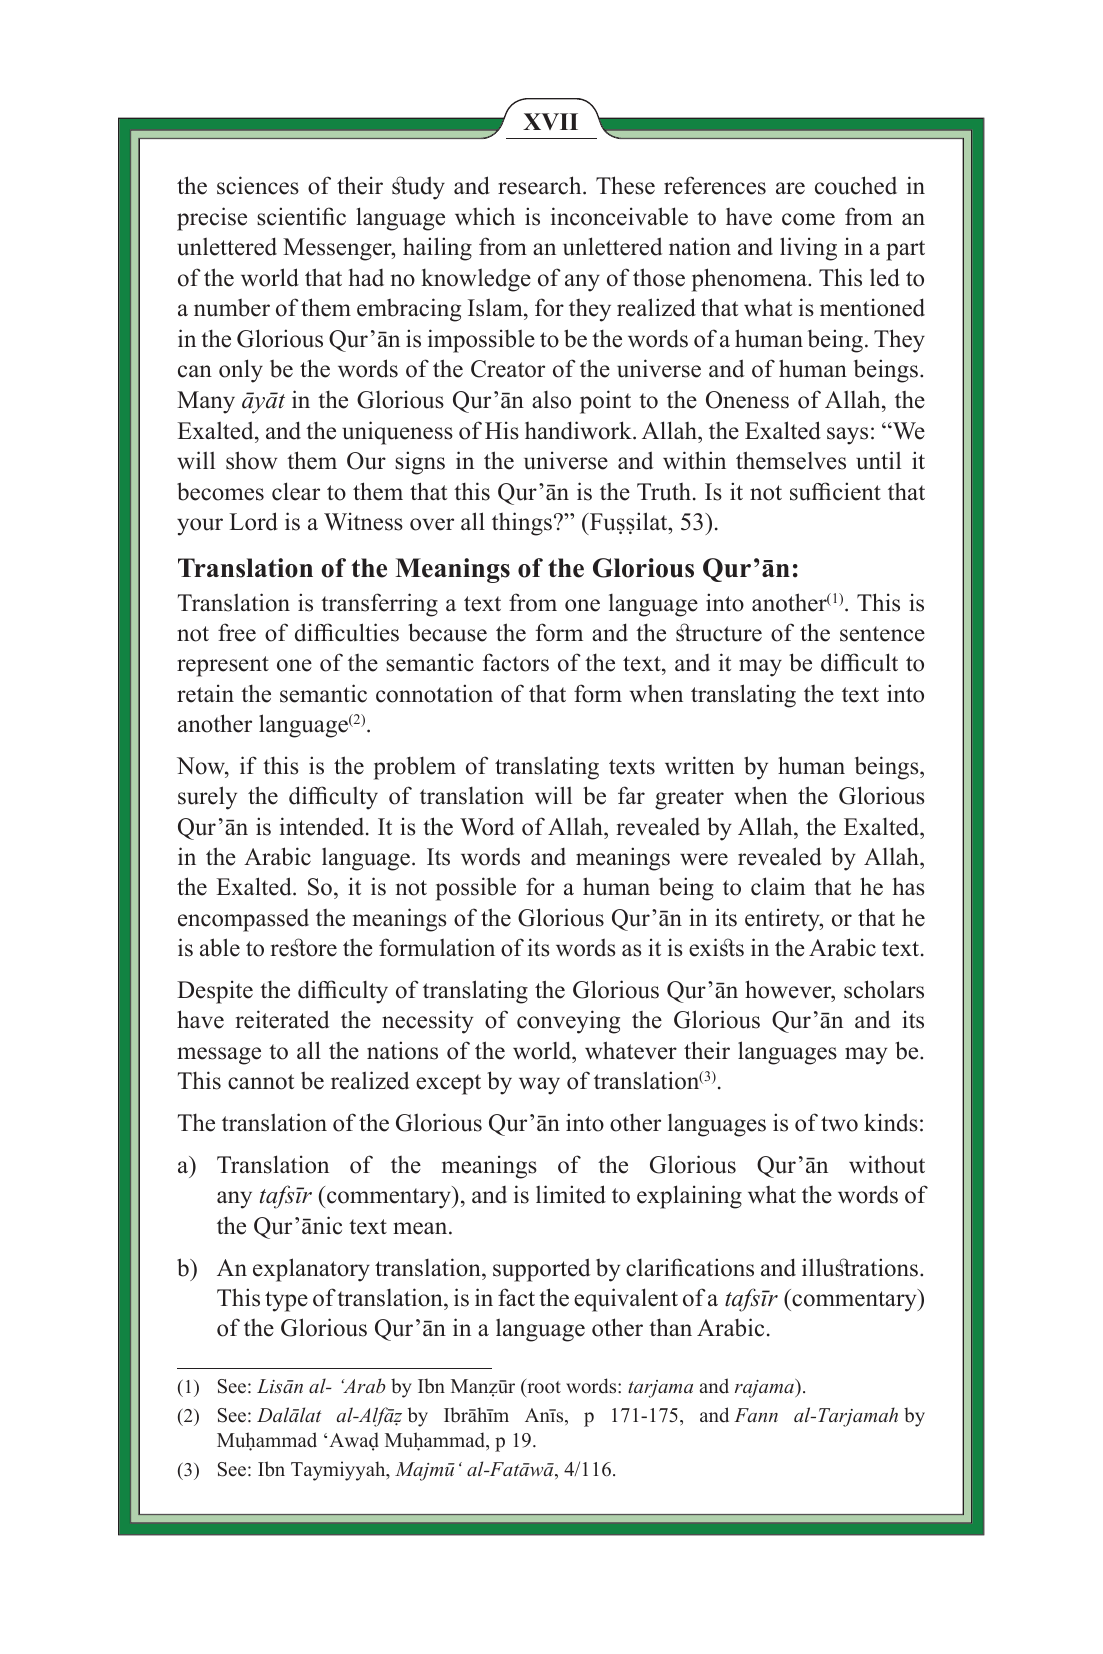 XVII
the sciences of their study and research. These references are couched in
precise scientific language which is inconceivable to have come from an
unlettered Messenger, hailing from an unlettered nation and living in a part
of the world that had no knowledge of any of those phenomena. This led to
a number of them embracing Islam, for they realized that what is mentioned
in the Glorious Qur’ān is impossible to be the words of a human being. They
can only be the words of the Creator of the universe and of human beings.
Many āyāt in the Glorious Qur’ān also point to the Oneness of Allah, the
Exalted, and the uniqueness of His handiwork. Allah, the Exalted says: “We
will show them Our signs in the universe and within themselves until it
becomes clear to them that this Qur’ān is the Truth. Is it not sufficient that
your Lord is a Witness over all things?” (Fuṣṣilat, 53).
Translation of the Meanings of the Glorious Qur’ān:
Translation is transferring a text from one language into another(1). This is
not free of difficulties because the form and the structure of the sentence
represent one of the semantic factors of the text, and it may be difficult to
retain the semantic connotation of that form when translating the text into
another language(2).
Now, if this is the problem of translating texts written by human beings,
surely the difficulty of translation will be far greater when the Glorious
Qur’ān is intended. It is the Word of Allah, revealed by Allah, the Exalted,
in the Arabic language. Its words and meanings were revealed by Allah,
the Exalted. So, it is not possible for a human being to claim that he has
encompassed the meanings of the Glorious Qur’ān in its entirety, or that he
is able to restore the formulation of its words as it is exists in the Arabic text.
Despite the difficulty of translating the Glorious Qur’ān however, scholars
have reiterated the necessity of conveying the Glorious Qur’ān and its
message to all the nations of the world, whatever their languages may be.
This cannot be realized except by way of translation(3).
The translation of the Glorious Qur’ān into other languages is of two kinds:
a) Translation of the meanings of the Glorious Qur’ān without
any tafsīr (commentary), and is limited to explaining what the words of
the Qur’ānic text mean.
b) An explanatory translation, supported by clarifications and illustrations.
This type of translation, is in fact the equivalent of a tafsīr (commentary)
of the Glorious Qur’ān in a language other than Arabic.
(1) See: Lisān al- ‘Arab by Ibn Manẓūr (root words: tarjama and rajama).
(2) See: Dalālat al-Alfāẓ by Ibrāhīm Anīs, p 171-175, and Fann al-Tarjamah by
Muḥammad ‘Awaḍ Muḥammad, p 19.
(3) See: Ibn Taymiyyah, Majmū‘ al-Fatāwā, 4/116.